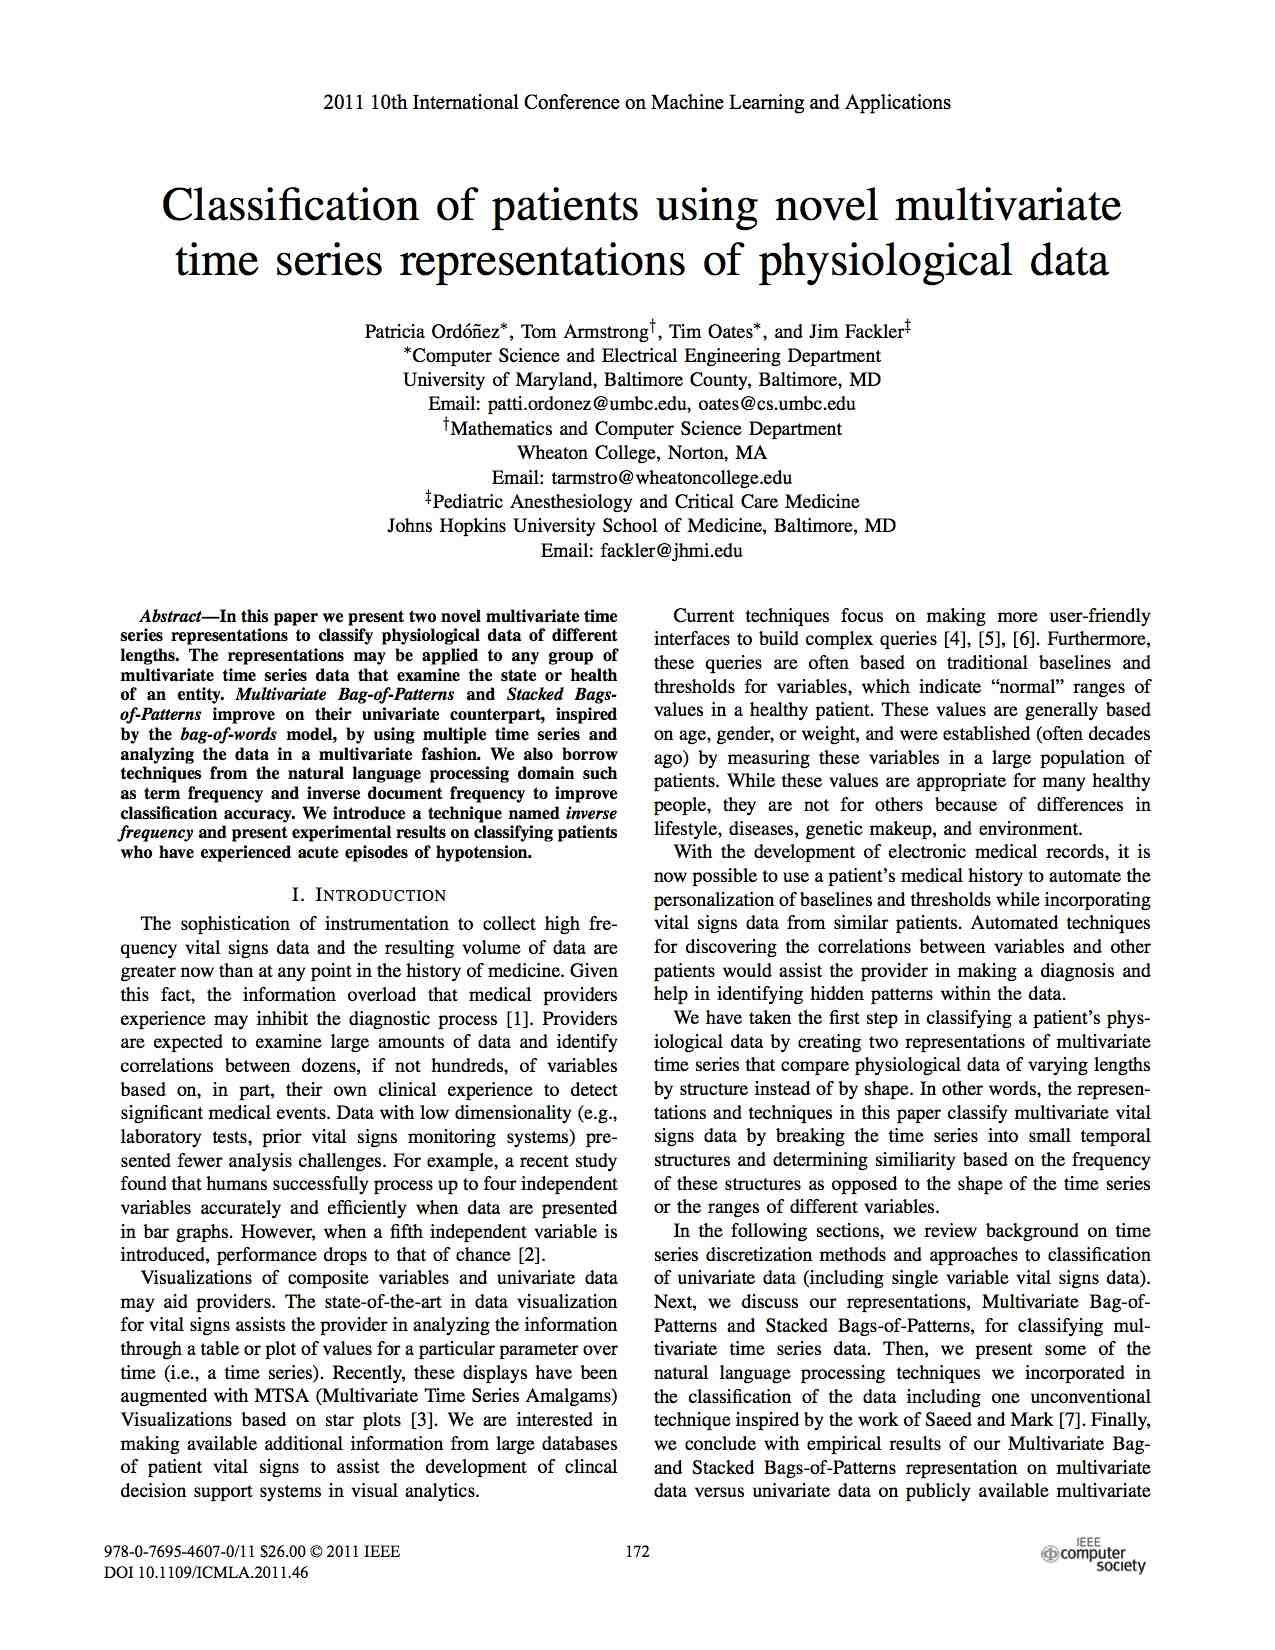 2011 10th International Conference on Machine Learning and Applications
Classification of patients using novel multivariate
time series representations of physiological data
Patricia Ordóñez*, Tom Armstrong†, Tim Oates*, and Jim Fackler‡
*Computer Science and Electrical Engineering Department
University of Maryland, Baltimore County, Baltimore, MD
Email: patti.ordonez@umbc.edu, oates@cs.umbc.edu
†Mathematics and Computer Science Department
Wheaton College, Norton, MA
Email: tarmstro@wheatoncollege.edu
‡Pediatric Anesthesiology and Critical Care Medicine
Johns Hopkins University School of Medicine, Baltimore, MD
Email: fackler@jhmi.edu
Abstract—In this paper we present two novel multivariate time
series representations to classify physiological data of different
lengths. The representations may be applied to any group of
multivariate time series data that examine the state or health
of an entity. Multivariate Bag-of-Patterns and Stacked Bags-
of-Patterns improve on their univariate counterpart, inspired
by the bag-of-words model, by using multiple time series and
analyzing the data in a multivariate fashion. We also borrow
techniques from the natural language processing domain such
as term frequency and inverse document frequency to improve
classification accuracy. We introduce a technique named inverse
frequency and present experimental results on classifying patients
who have experienced acute episodes of hypotension.
I. INTRODUCTION
The sophistication of instrumentation to collect high fre-
quency vital signs data and the resulting volume of data are
greater now than at any point in the history of medicine. Given
this fact, the information overload that medical providers
experience may inhibit the diagnostic process [1]. Providers
are expected to examine large amounts of data and identify
correlations between dozens, if not hundreds, of variables
based on, in part, their own clinical experience to detect
significant medical events. Data with low dimensionality (e.g.,
laboratory tests, prior vital signs monitoring systems) pre-
sented fewer analysis challenges. For example, a recent study
found that humans successfully process up to four independent
variables accurately and efficiently when data are presented
in bar graphs. However, when a fifth independent variable is
introduced, performance drops to that of chance [2].
Visualizations of composite variables and univariate data
may aid providers. The state-of-the-art in data visualization
for vital signs assists the provider in analyzing the information
through a table or plot of values for a particular parameter over
time (i.e., a time series). Recently, these displays have been
augmented with MTSA (Multivariate Time Series Amalgams)
Visualizations based on star plots [3]. We are interested in
making available additional information from large databases
of patient vital signs to assist the development of clincal
decision support systems in visual analytics.
Current techniques focus on making more user-friendly
interfaces to build complex queries [4], [5], [6]. Furthermore,
these queries are often based on traditional baselines and
thresholds for variables, which indicate “normal” ranges of
values in a healthy patient. These values are generally based
on age, gender, or weight, and were established (often decades
ago) by measuring these variables in a large population of
patients. While these values are appropriate for many healthy
people, they are not for others because of differences in
lifestyle, diseases, genetic makeup, and environment.
With the development of electronic medical records, it is
now possible to use a patient’s medical history to automate the
personalization of baselines and thresholds while incorporating
vital signs data from similar patients. Automated techniques
for discovering the correlations between variables and other
patients would assist the provider in making a diagnosis and
help in identifying hidden patterns within the data.
We have taken the first step in classifying a patient’s phys-
iological data by creating two representations of multivariate
time series that compare physiological data of varying lengths
by structure instead of by shape. In other words, the represen-
tations and techniques in this paper classify multivariate vital
signs data by breaking the time series into small temporal
structures and determining similiarity based on the frequency
of these structures as opposed to the shape of the time series
or the ranges of different variables.
In the following sections, we review background on time
series discretization methods and approaches to classification
of univariate data (including single variable vital signs data).
Next, we discuss our representations, Multivariate Bag-of-
Patterns and Stacked Bags-of-Patterns, for classifying mul-
tivariate time series data. Then, we present some of the
natural language processing techniques we incorporated in
the classification of the data including one unconventional
technique inspired by the work of Saeed and Mark [7]. Finally,
we conclude with empirical results of our Multivariate Bag-
and Stacked Bags-of-Patterns representation on multivariate
data versus univariate data on publicly available multivariate
978-0-7695-4607-0/11 $26.00 © 2011 IEEE
DOI 10.1109/ICMLA.2011.46
172
IEEE
computer
society